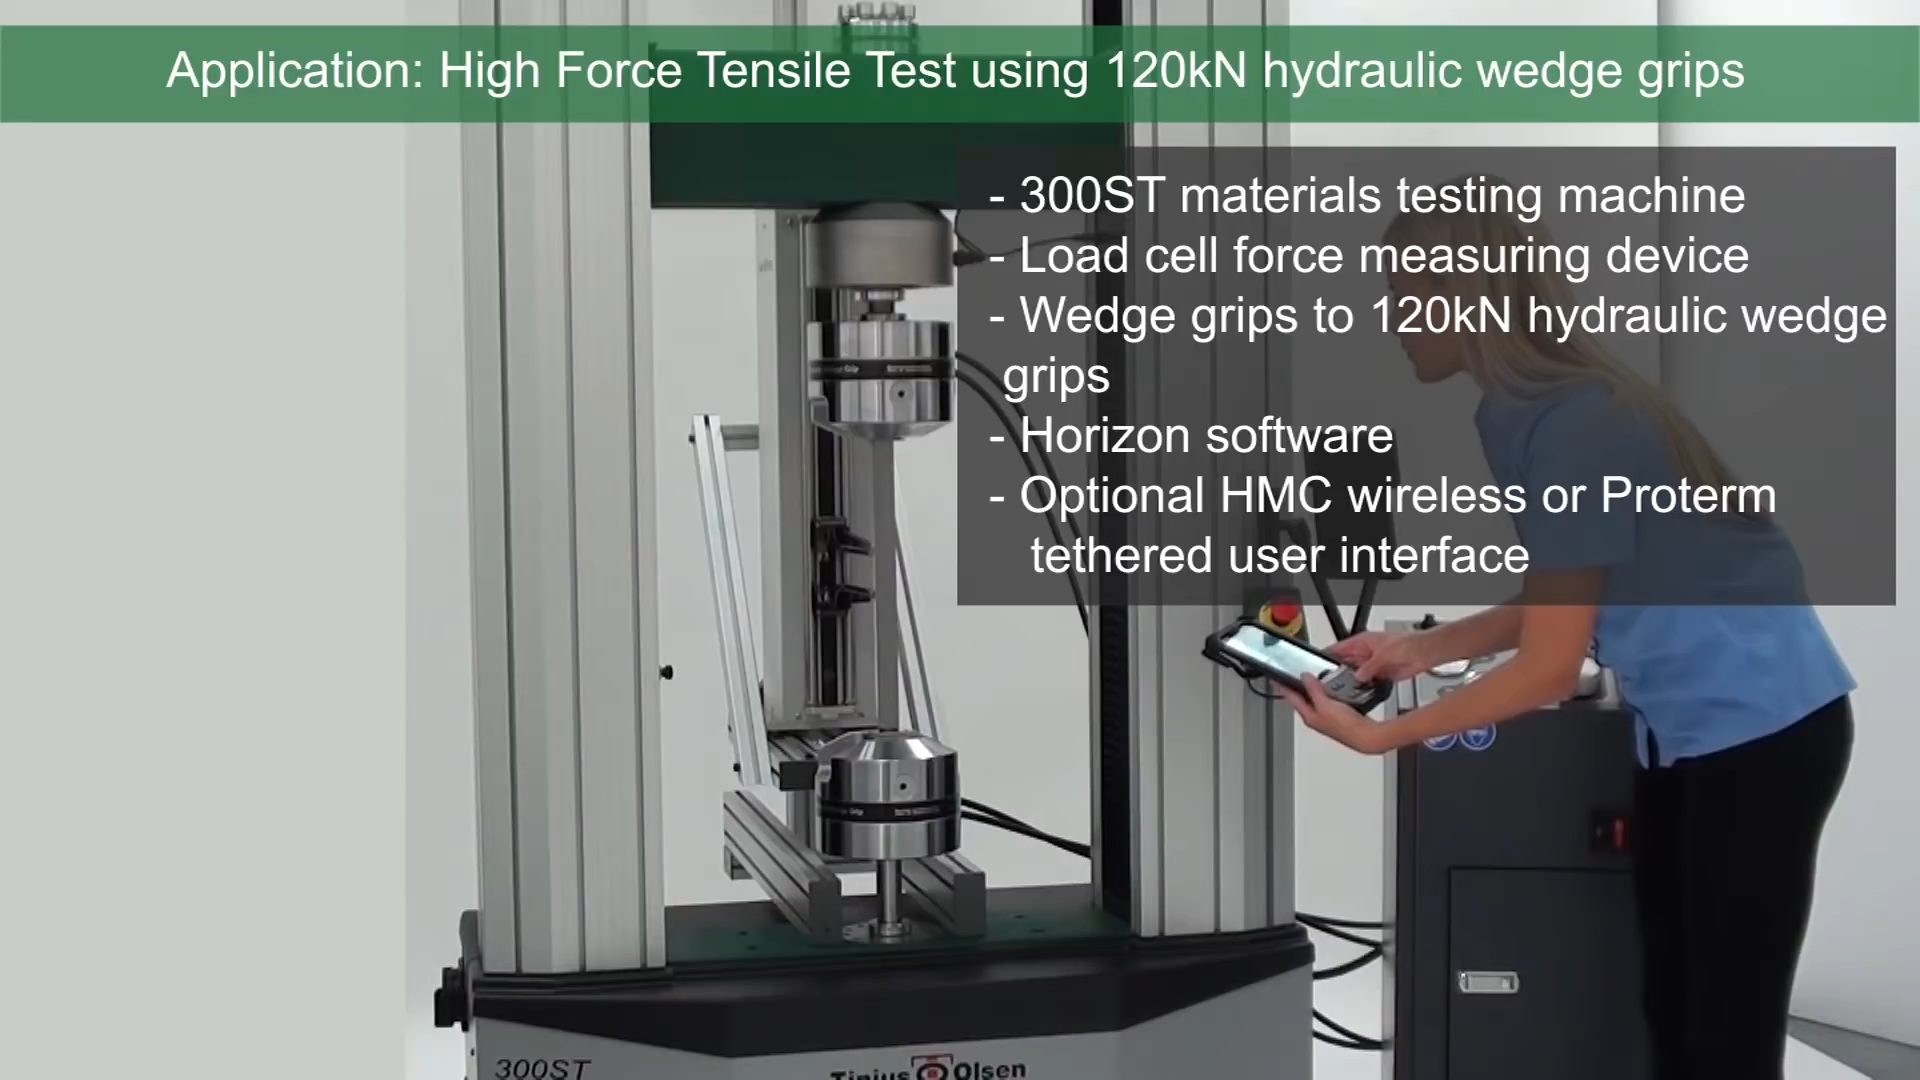 Application: High Force Tensile Test using 120kN hydraulic wedge grips
- 300ST materials testing machine
- Load cell force measuring device
- Wedge grips to 120kN hydraulic wedge
grips
- Horizon software
- Optional HMC wireless or Proterm
tethered user interface
300ST
Tinius Olsen